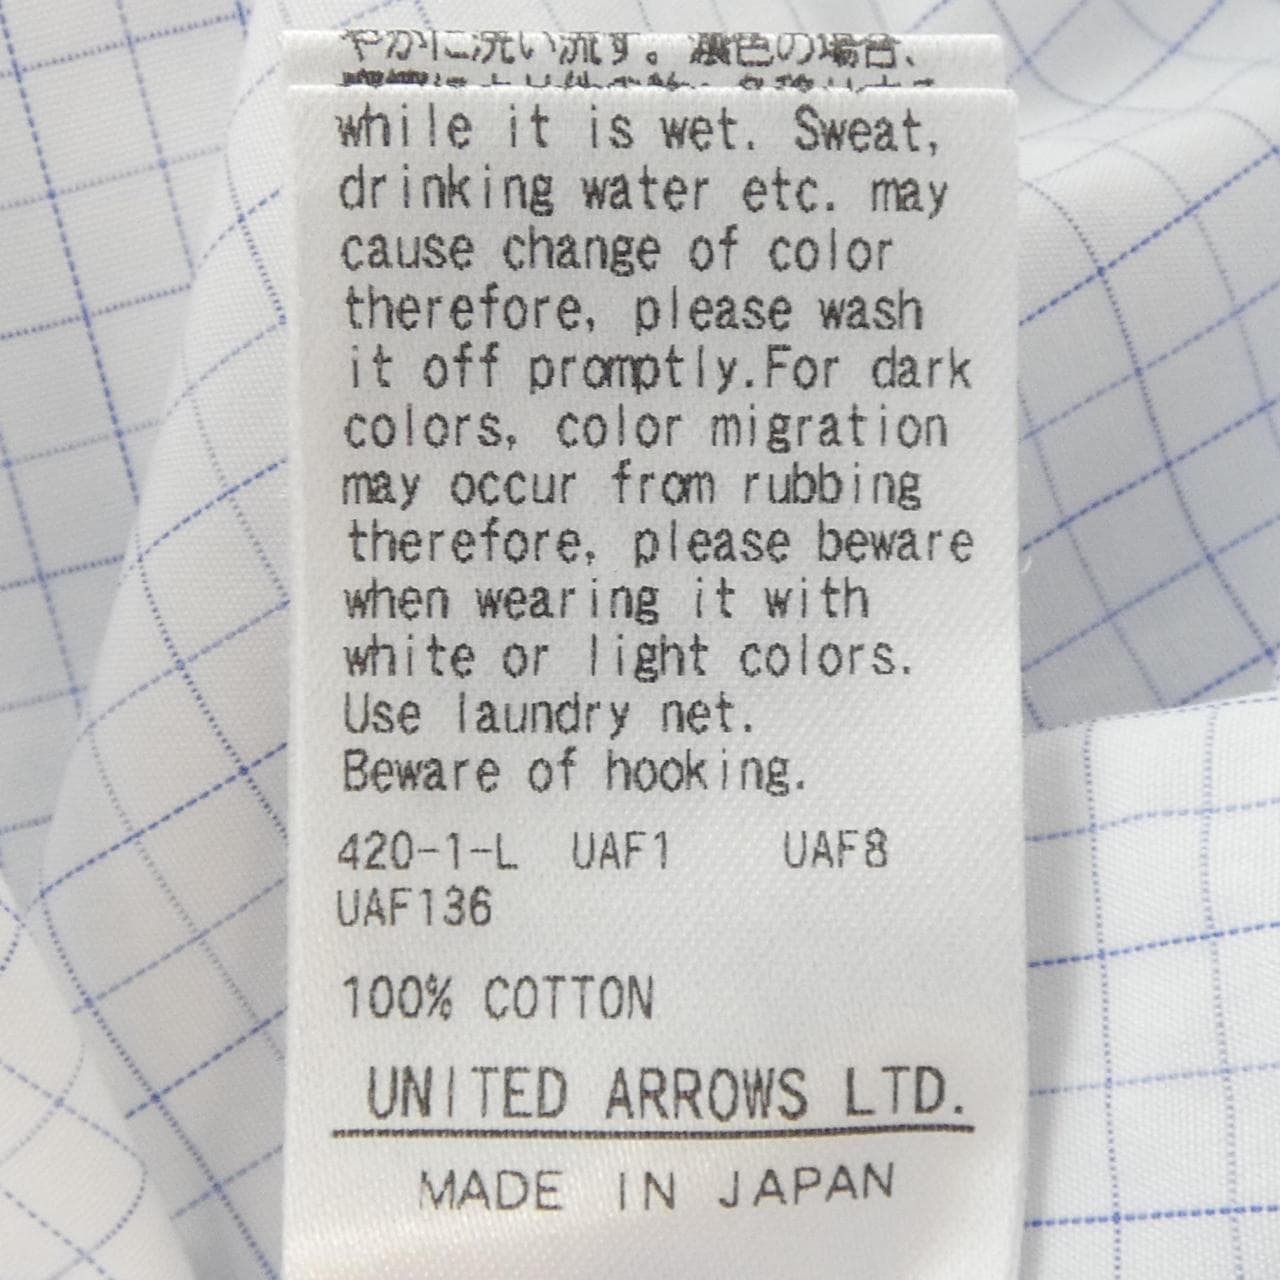 やかに洗い流す。濃色の場合、
while it is wet. Sweat,
drinking water etc. may
cause change of color
therefore, please wash
it off promptly.For dark
colors, color migration
may occur from rubbing
therefore, please beware
when wearing it with
white or light colors.
Use laundry net.
Beware of hooking.
420-1-L UAF1 UAF8
UAF136
100% COTTON
UNITED ARROWS LTD.
MADE IN JAPAN